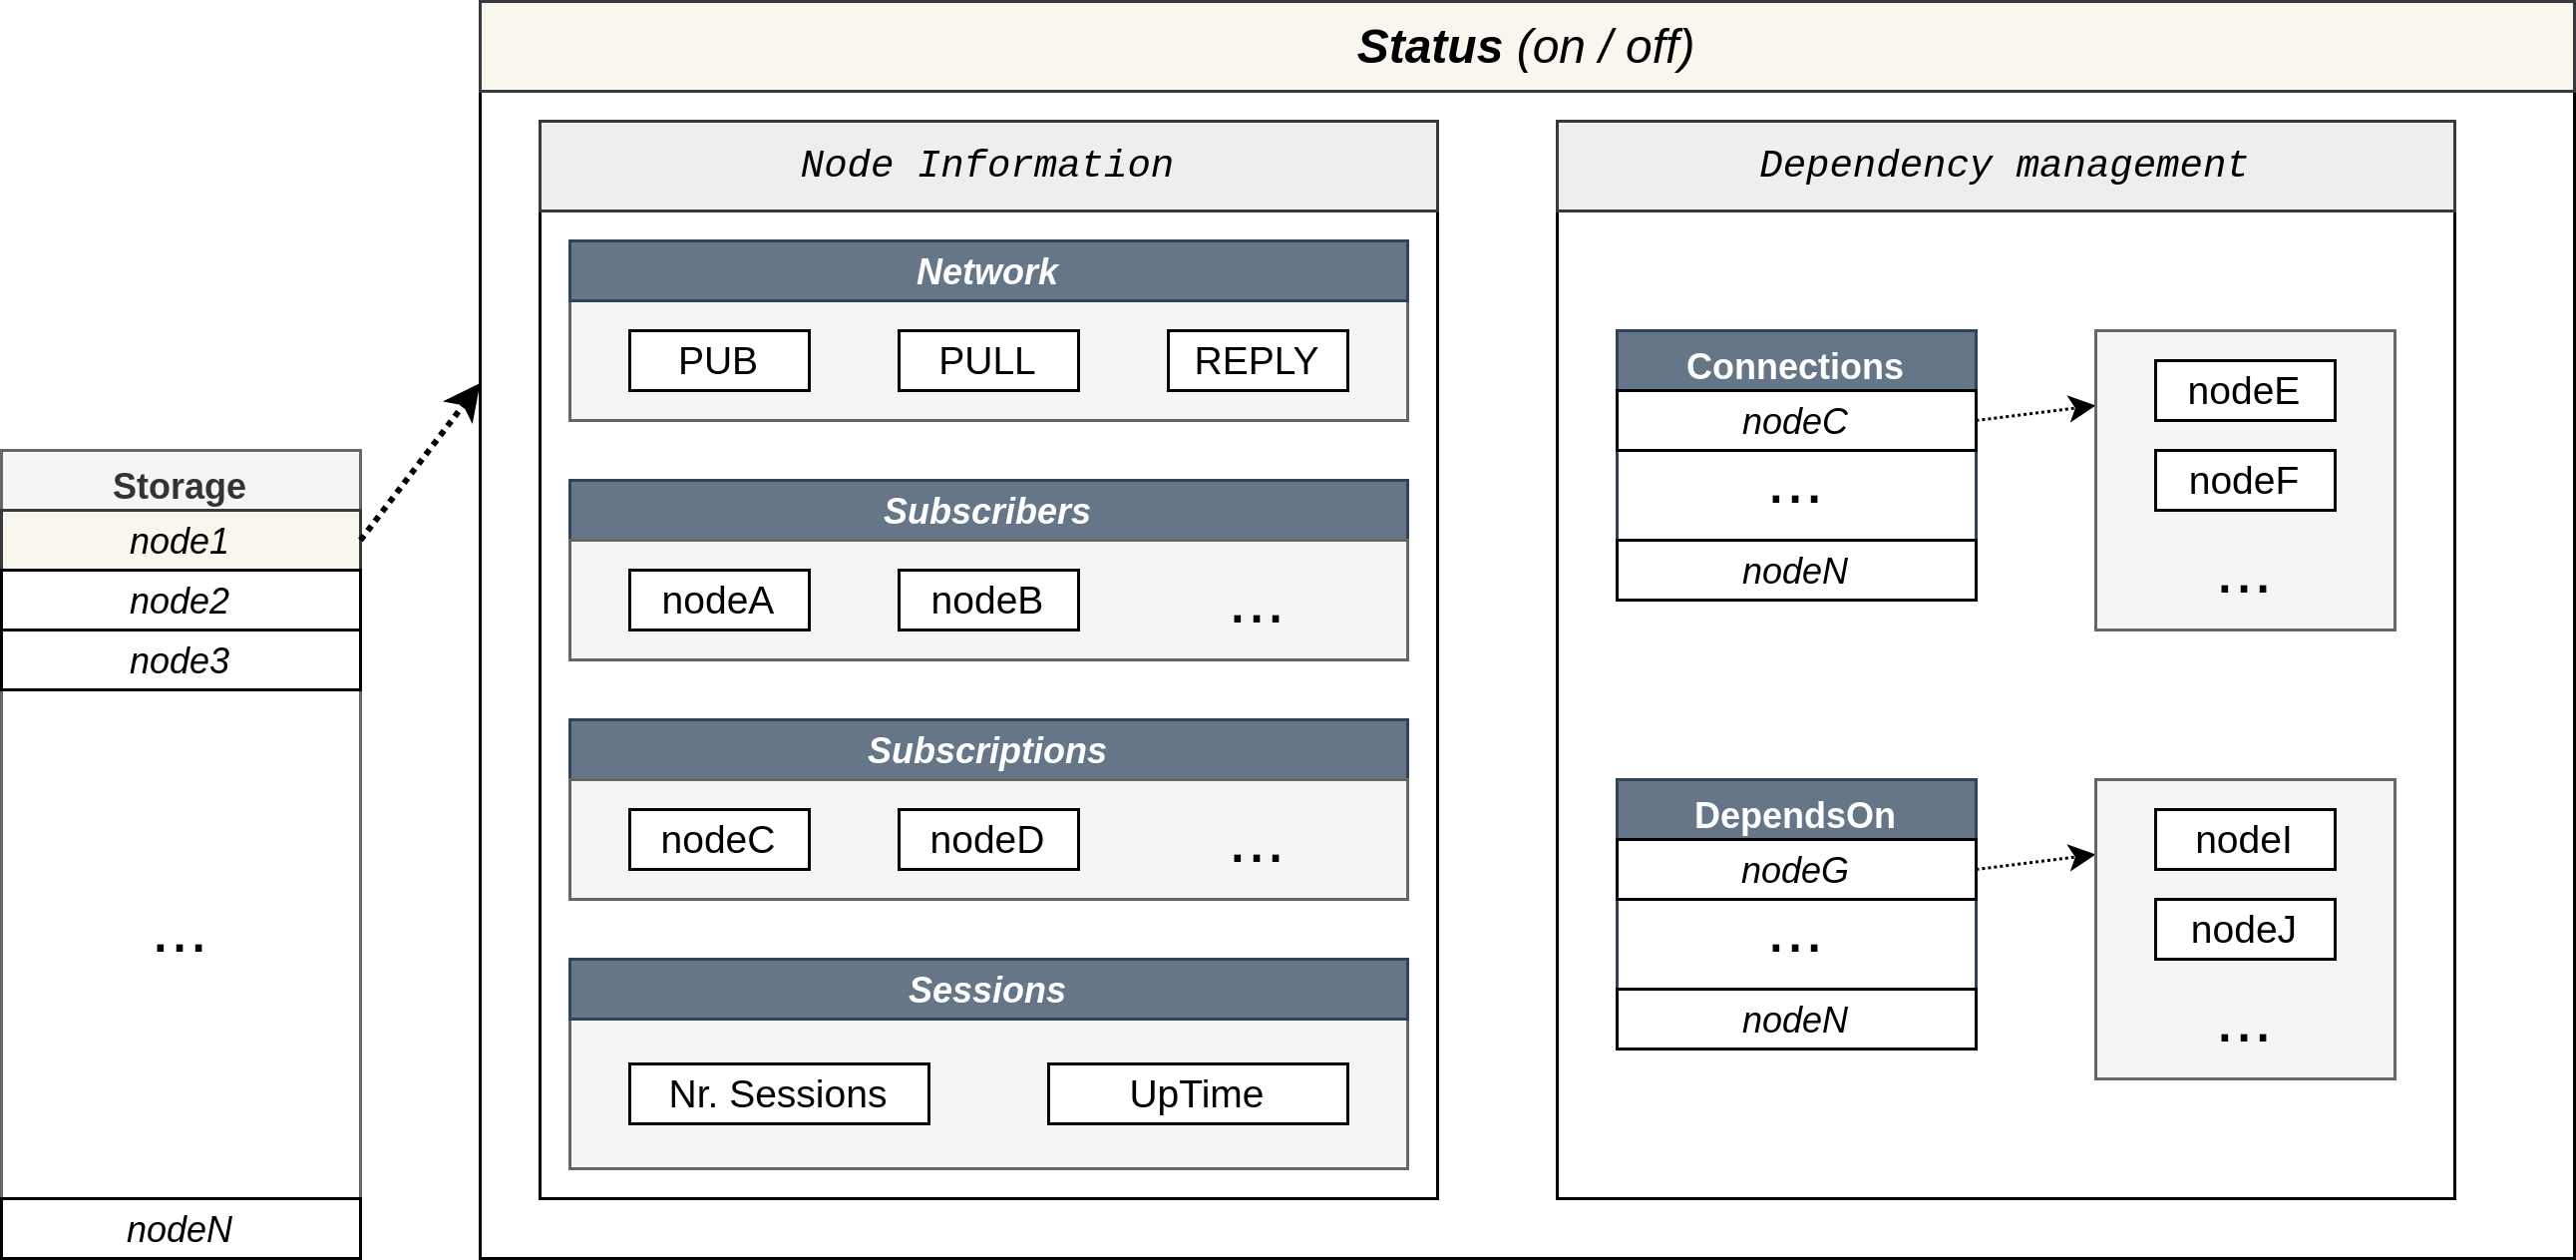 Status (on / off)
Storage
node1
node2
node3
...
nodeN
Node Information
Network
PUB
PULL
REPLY
Subscribers
nodeA
nodeB
...
Subscriptions
nodeC
nodeD
...
Sessions
Nr. Sessions
UpTime
Dependency management
Connections
nodeC
...
nodeN
nodeE
nodeF
...
DependsOn
nodeG
...
nodeN
nodeI
nodeJ
...